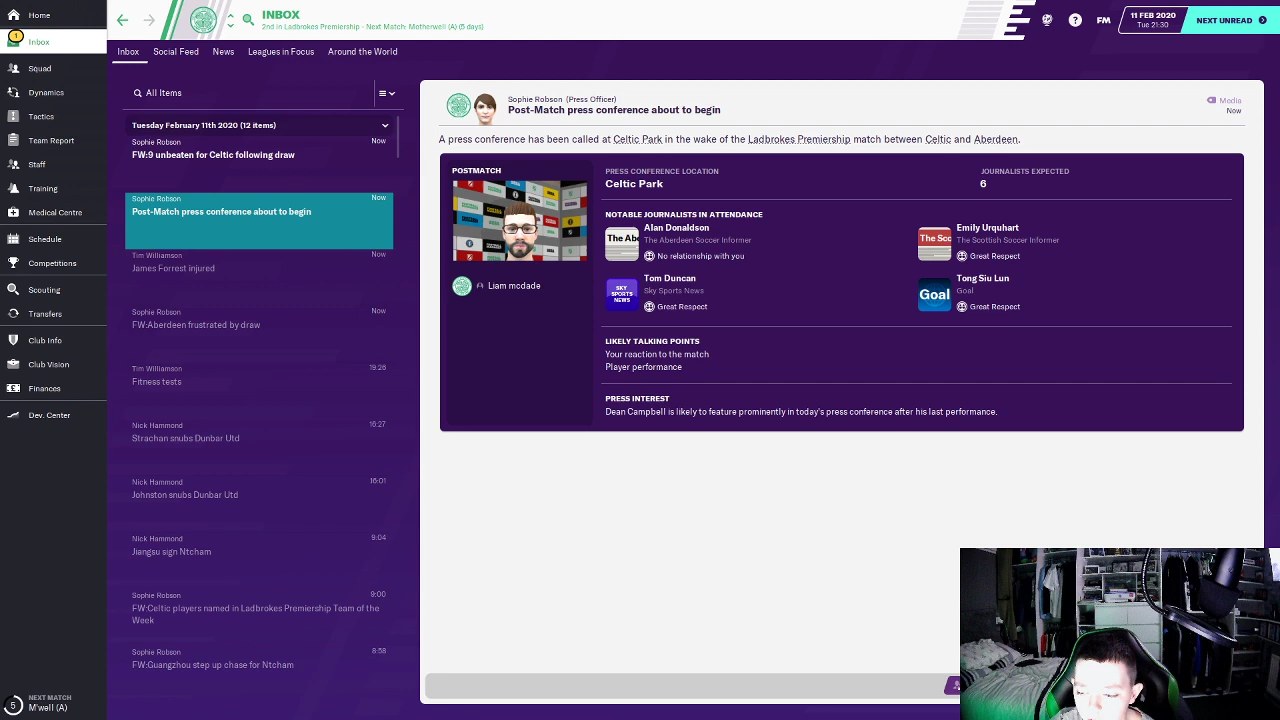 INBOX
2nd in Ladbrokes Premiership - Next Match: Motherwell (A) (5 days)
FM
11 FEB 2020
Tue 21:30
NEXT UNREAD
1
Inbox
Squad
Dynamics
Tactics
Team Report
Staff
Training
Medical Centre
Schedule
Competitions
Scouting
Transfers
Club Info
Club Vision
Finances
Dev. Center
5
NEXT MATCH
M'well (A)
Inbox
Social Feed
News
Leagues in Focus
Around the World
All Items
Tuesday February 11th 2020 (12 items)
Sophie Robson
Now
FW:9 unbeaten for Celtic following draw
Sophie Robson
Now
Post-Match press conference about to begin
Tim Williamson
Now
James Forrest injured
Sophie Robson
Now
FW:Aberdeen frustrated by draw
Tim Williamson
19:26
Fitness tests
Nick Hammond
16:27
Strachan snubs Dunbar Utd
Nick Hammond
16:01
Johnston snubs Dunbar Utd
Nick Hammond
9:04
Jiangsu sign Ntcham
Sophie Robson
9:00
FW:Celtic players named in Ladbrokes Premiership Team of the
Week
Sophie Robson
8:58
FW:Guangzhou step up chase for Ntcham
Sophie Robson (Press Officer)
Post-Match press conference about to begin
Media
Now
A press conference has been called at Celtic Park in the wake of the Ladbrokes Premiership match between Celtic and Aberdeen.
POSTMATCH
Liam mcdade
PRESS CONFERENCE LOCATION
Celtic Park
JOURNALISTS EXPECTED
6
NOTABLE JOURNALISTS IN ATTENDANCE
The Abe
Alan Donaldson
The Aberdeen Soccer Informer
No relationship with you
The Sco
Emily Urquhart
The Scottish Soccer Informer
Great Respect
SKY
SPORTS
NEWS
Tom Duncan
Sky Sports News
Great Respect
Goal
Tong Siu Lun
Goal
Great Respect
LIKELY TALKING POINTS
Your reaction to the match
Player performance
PRESS INTEREST
Dean Campbell is likely to feature prominently in today's press conference after his last performance.